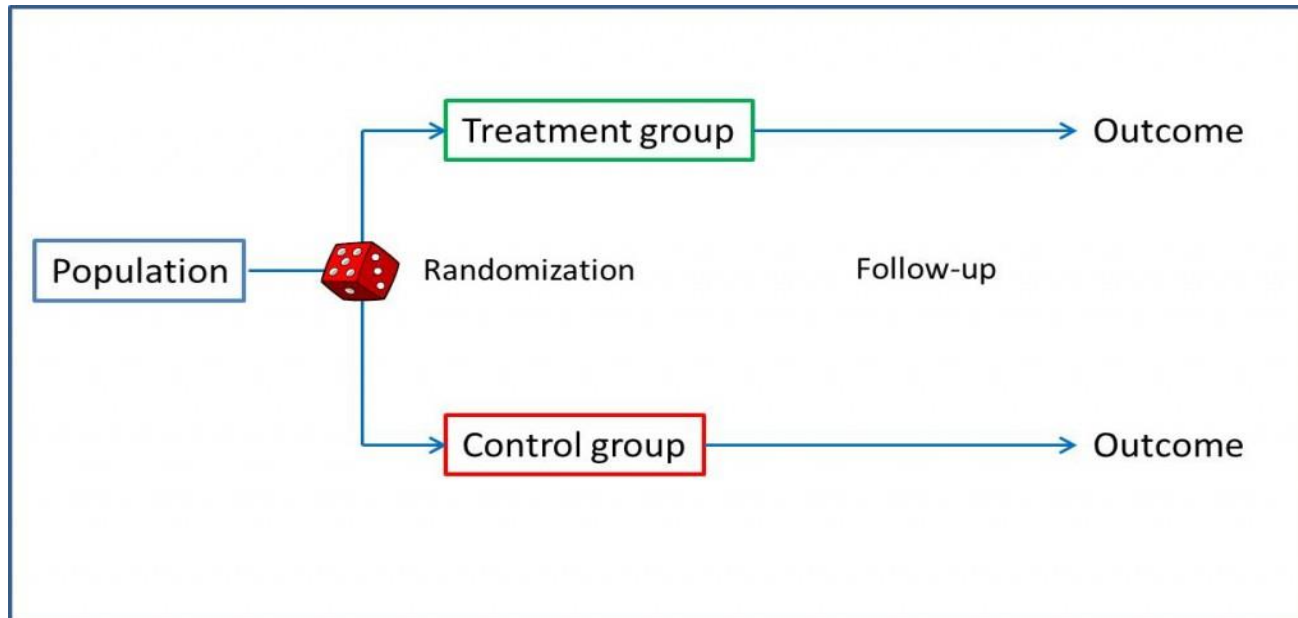 Treatment group
Outcome
Population
Randomization
Follow-up
Control group
Outcome